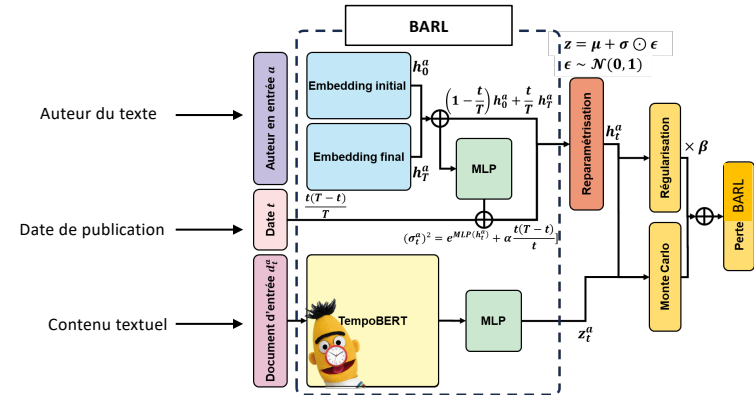 BARL
z = μ + σ ⊙ ϵ
ϵ ~ 𝒩(0, 1)
Auteur du texte
Auteur en entrée a
Embedding initial
h_0^a
(1 − t/T) h_0^a + t/T h_T^a
Embedding final
h_T^a
MLP
Reparamétrisation
h_t^a
Régularisation
× β
Perte BARL
Date de publication
Date t
t(T − t)/T
(σ_t^a)^2 = e^{MLP(h_t^a)} + α t(T − t)/t]
Monte Carlo
Contenu textuel
Document d'entrée d_t^a
TempoBERT
MLP
z_t^a